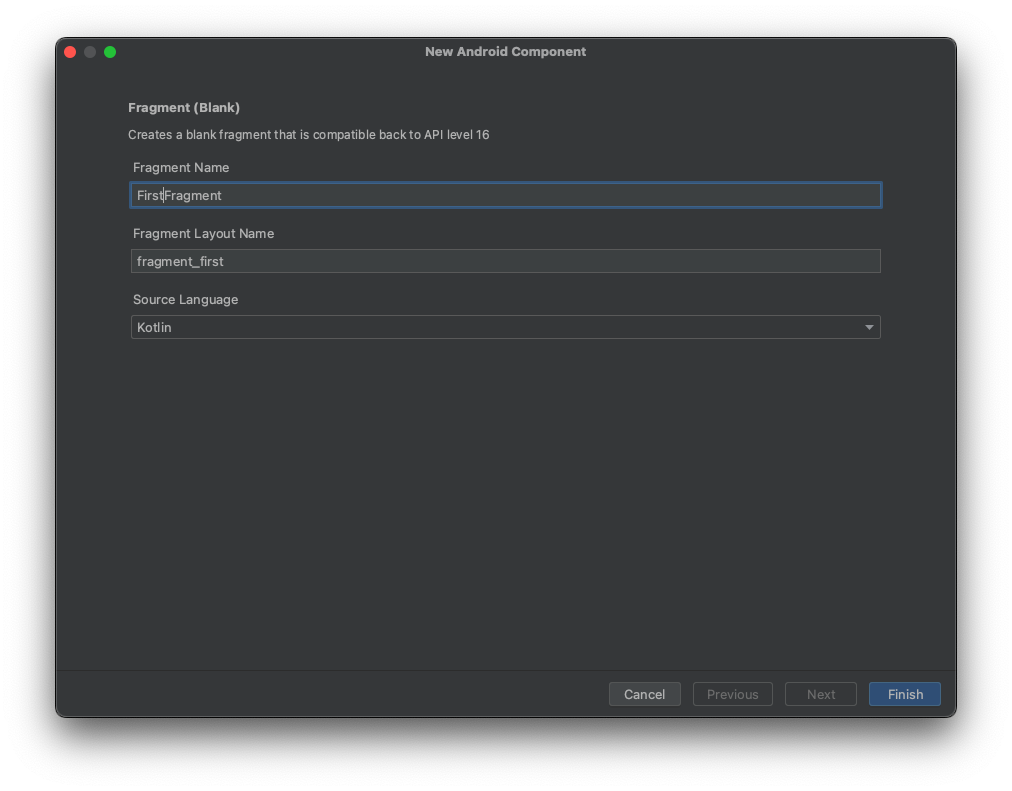 New Android Component
Fragment (Blank)
Creates a blank fragment that is compatible back to API level 16
Fragment Name
FirstFragment
Fragment Layout Name
fragment_first
Source Language
Kotlin
Cancel
Previous
Next
Finish